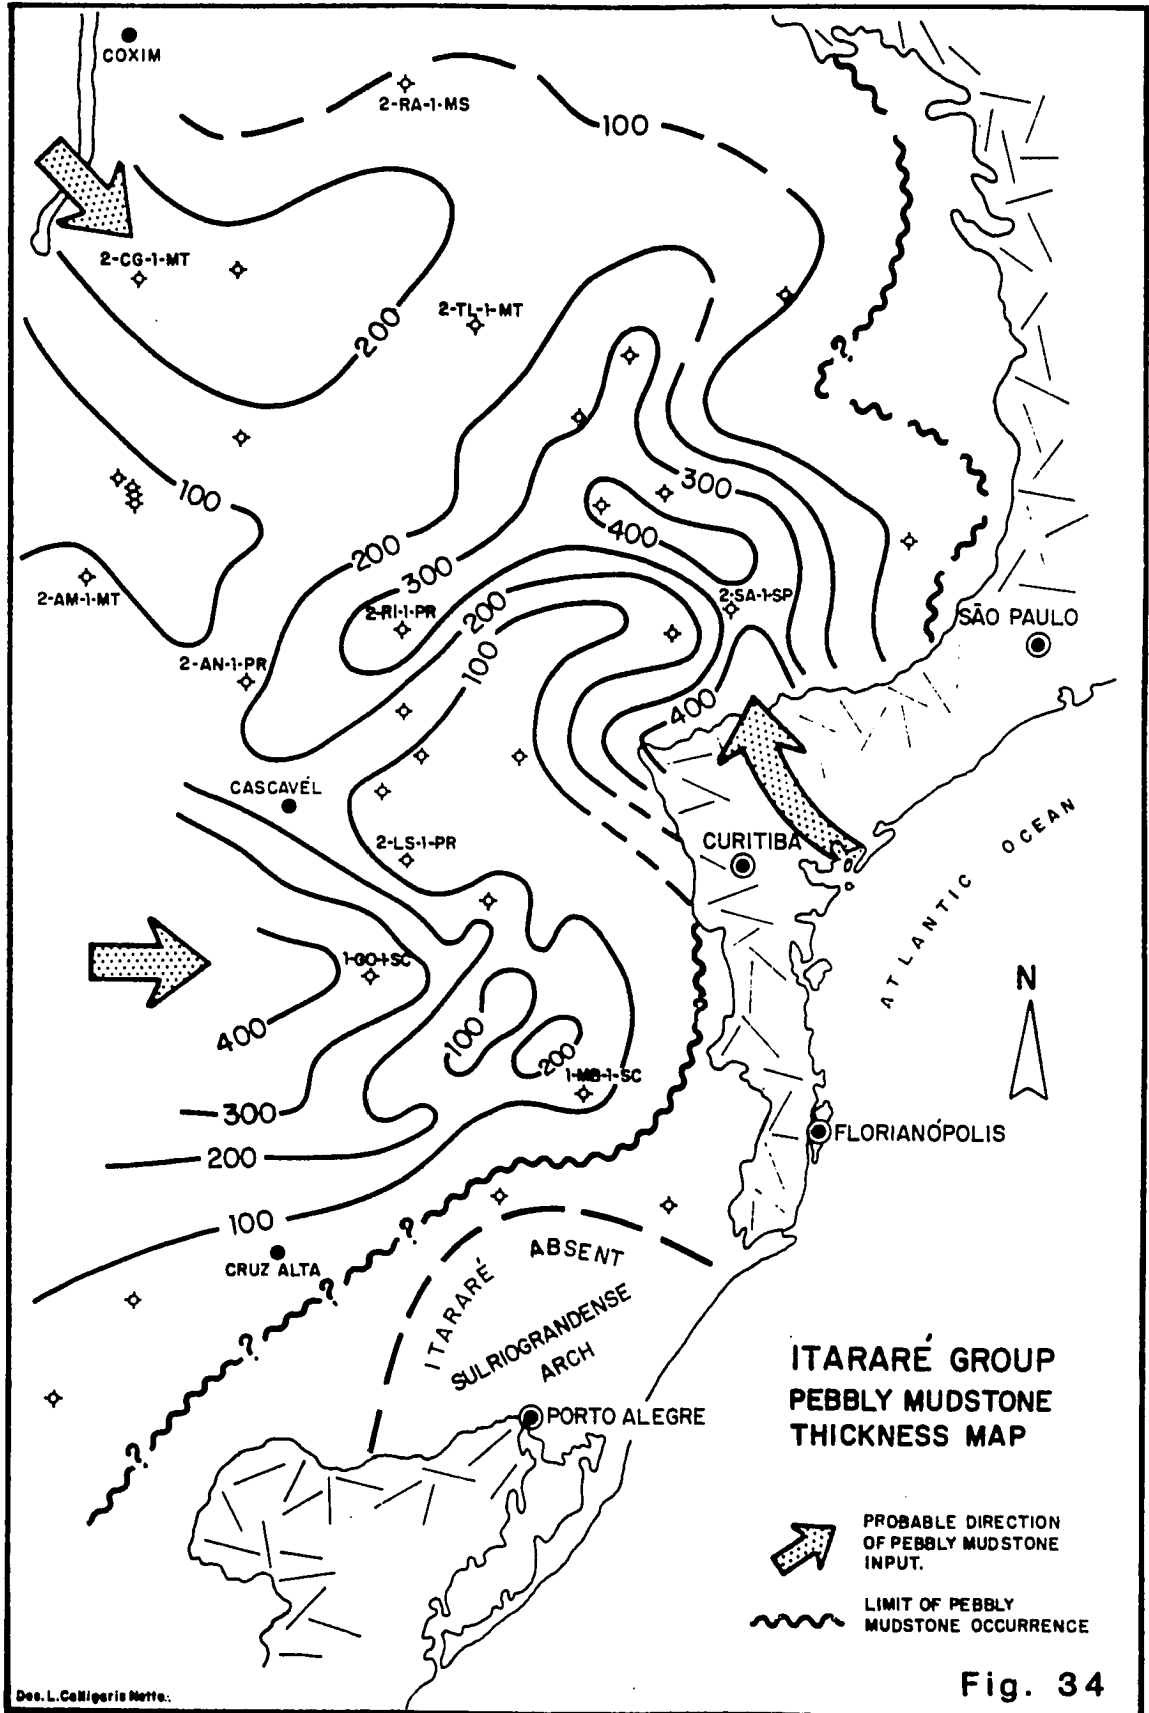 COXIM
2-RA-1-MS
100
2-CG-1-MT
2-TL-1-MT
200
?
100
300
400
200
300
2-AM-1-MT
2-RI-1-PR
200
2-SA-1-SP
SÃO PAULO
100
2-AN-1-PR
400
CASCAVÉL
CURITIBA
2-LS-1-PR
ATLANTIC OCEAN
1-GO-1-SC
N
400
100
200
1-MB-1-SC
300
FLORIANÓPOLIS
200
100
?
CRUZ ALTA
ITARARÉ ABSENT
?
SULRIOGRANDENSE
ARCH
?
PORTO ALEGRE
?
ITARARÉ GROUP
PEBBLY MUDSTONE
THICKNESS MAP
PROBABLE DIRECTION
OF PEBBLY MUDSTONE
INPUT.
LIMIT OF PEBBLY
MUDSTONE OCCURRENCE
Des. L. Calligaris Netto.
Fig. 34